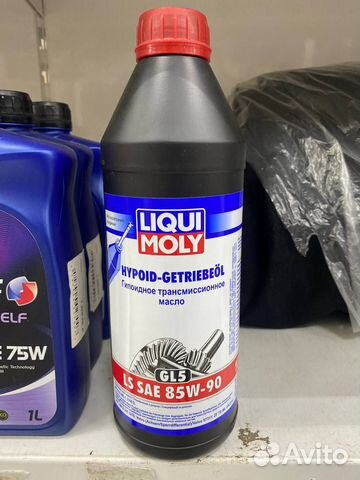 LIQUI
MOLY
HYPOID-GETRIEBEÖL
Гипоидное трансмиссионное
масло
GL5
LS SAE 85W-90
ELF
75W
1L
Avito